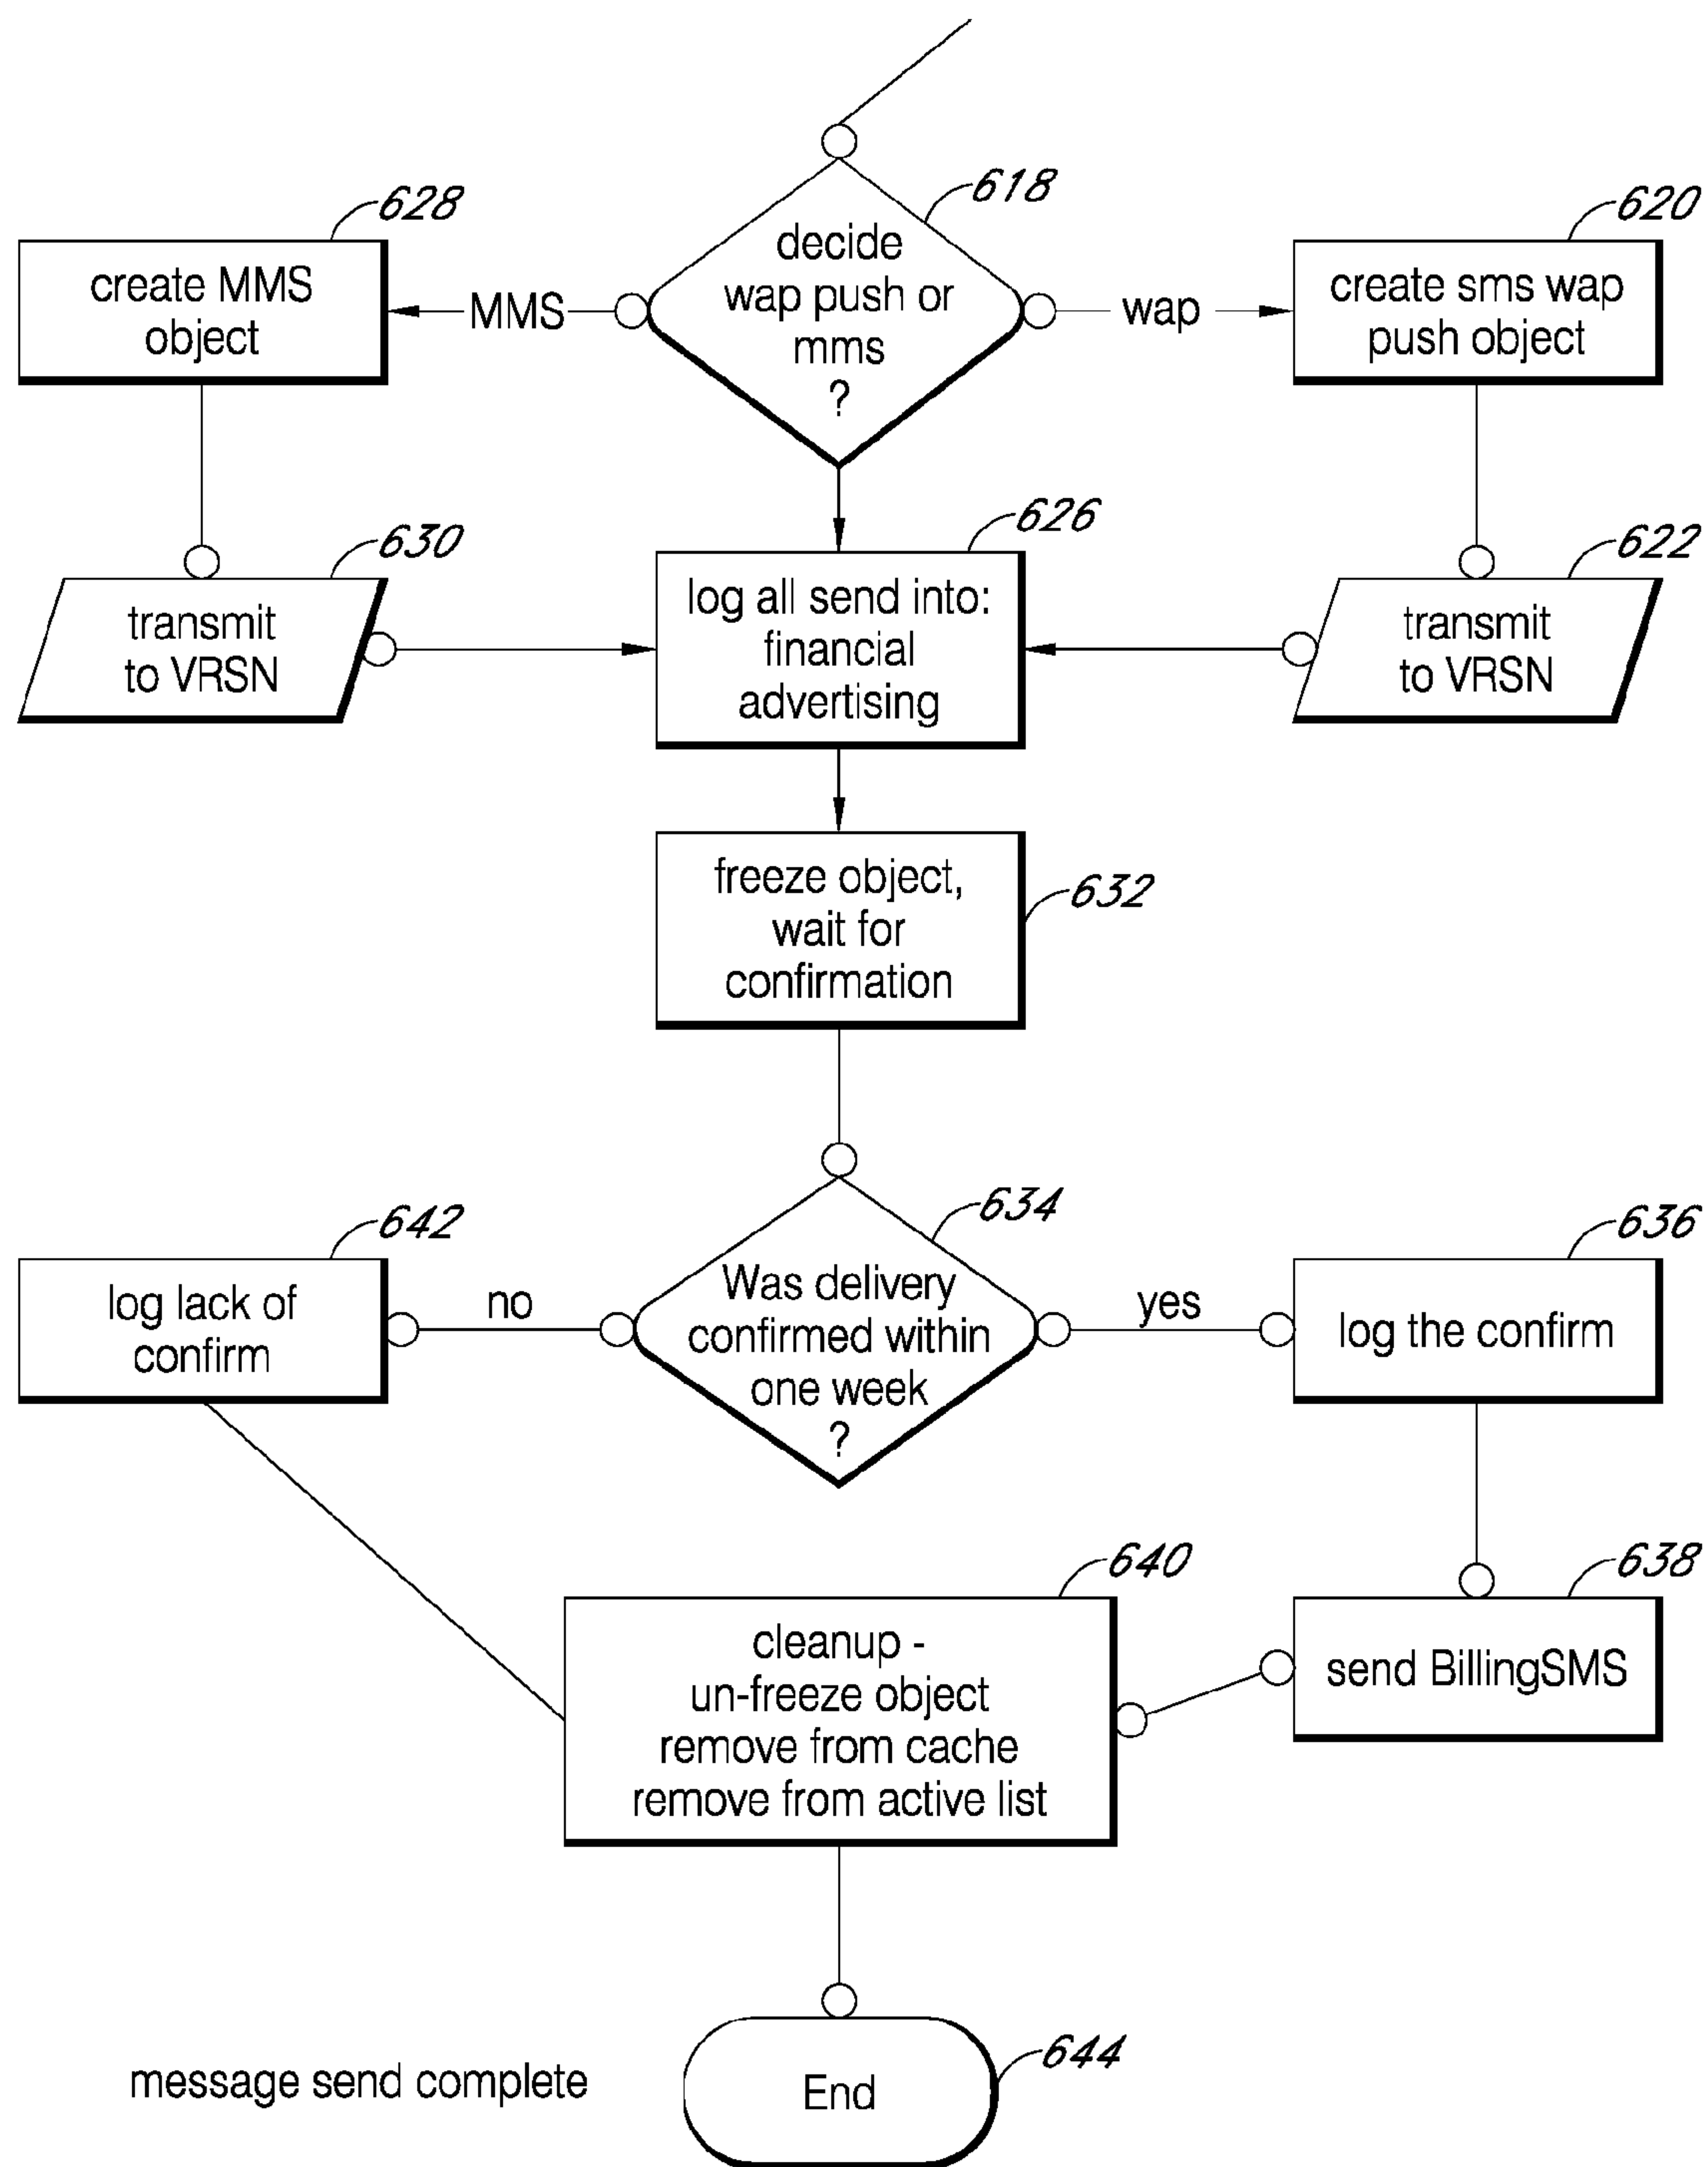 618
decide
wap push or
mms
?
628
create MMS
object
MMS
wap
620
create sms wap
push object
630
transmit
to VRSN
626
log all send into:
financial
advertising
622
transmit
to VRSN
freeze object,
wait for
confirmation
632
634
Was delivery
confirmed within
one week
?
642
log lack of
confirm
no
yes
636
log the confirm
640
cleanup -
un-freeze object
remove from cache
remove from active list
638
send BillingSMS
message send complete
End
644